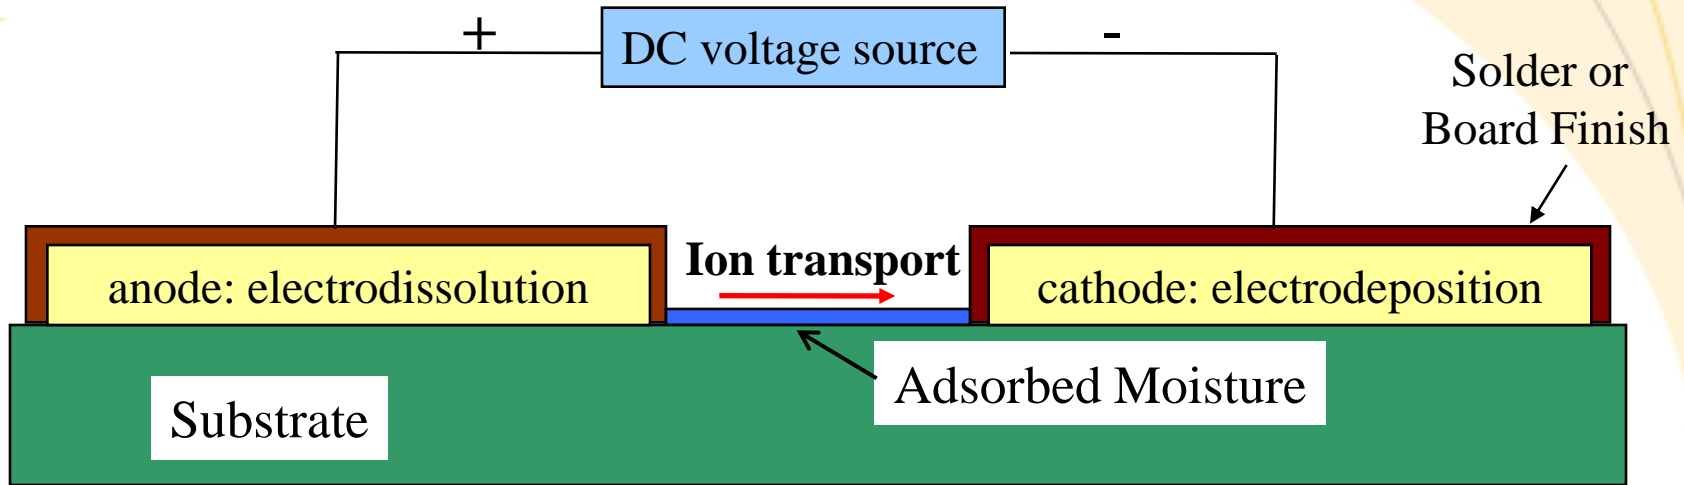 +
DC voltage source
-
Solder or
Board Finish
Ion transport
anode: electrodissolution
cathode: electrodeposition
Adsorbed Moisture
Substrate